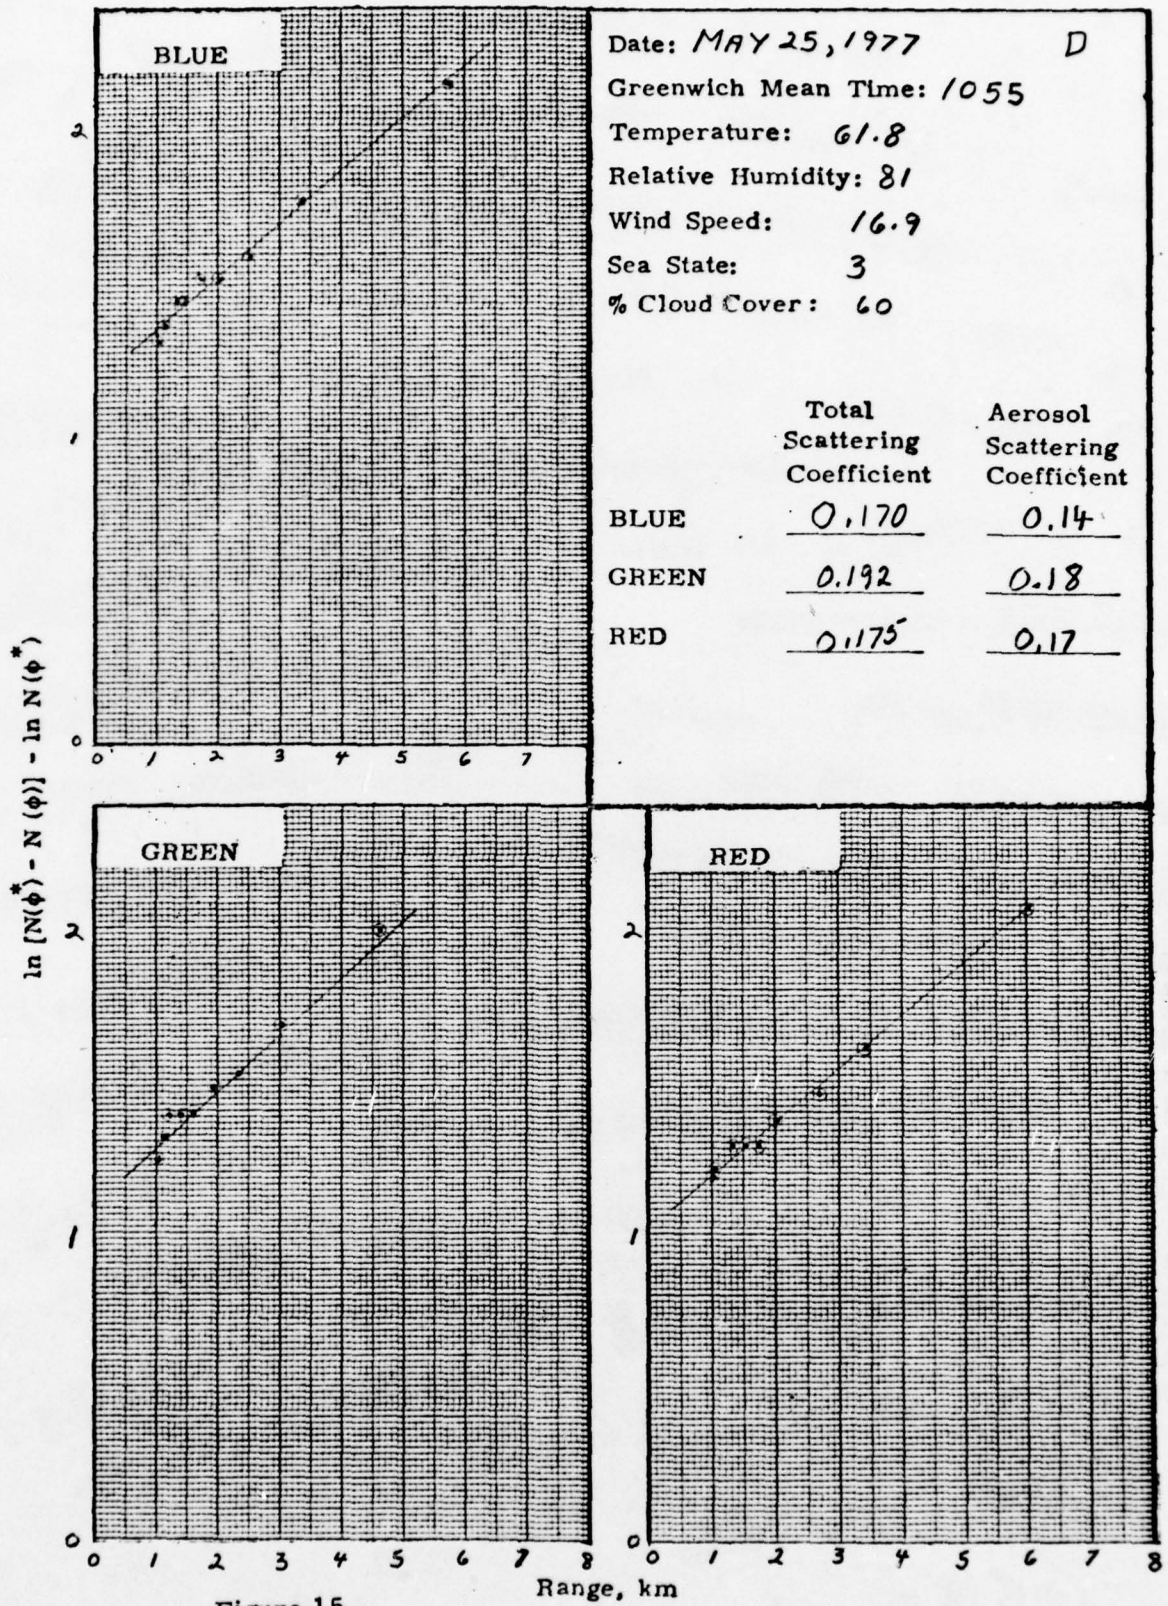 BLUE
2
1
0
0 1 2 3 4 5 6 7
Date: MAY 25, 1977 D
Greenwich Mean Time: 1055
Temperature: 61.8
Relative Humidity: 81
Wind Speed: 16.9
Sea State: 3
% Cloud Cover: 60
Total Scattering Coefficient
Aerosol Scattering Coefficient
BLUE 0.170 0.14
GREEN 0.192 0.18
RED 0.175 0.17
ln [N(ϕ*) - N (ϕ)] - ln N (ϕ*)
GREEN
2
1
0
0 1 2 3 4 5 6 7 8
RED
2
1
0
0 1 2 3 4 5 6 7 8
Range, km
Figure 15